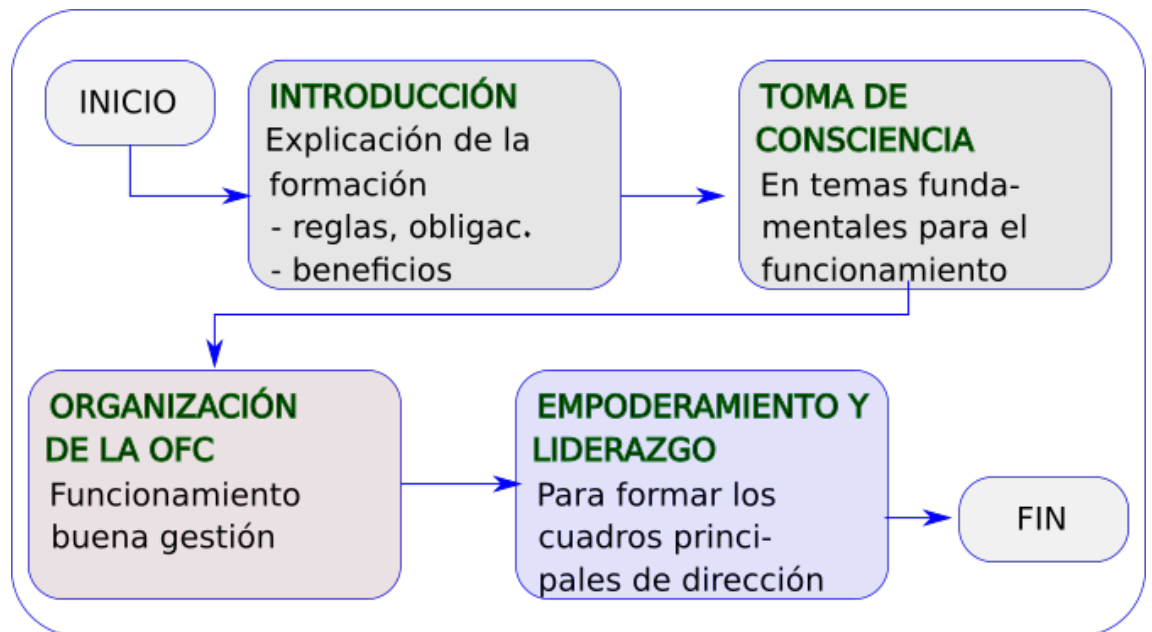 INICIO
INTRODUCCIÓN
Explicación de la
formación
- reglas, obligac.
- beneficios
TOMA DE
CONSCIENCIA
En temas funda-
mentales para el
funcionamiento
ORGANIZACIÓN
DE LA OFC
Funcionamiento
buena gestión
EMPODERAMIENTO Y
LIDERAZGO
Para formar los
cuadros princi-
pales de dirección
FIN